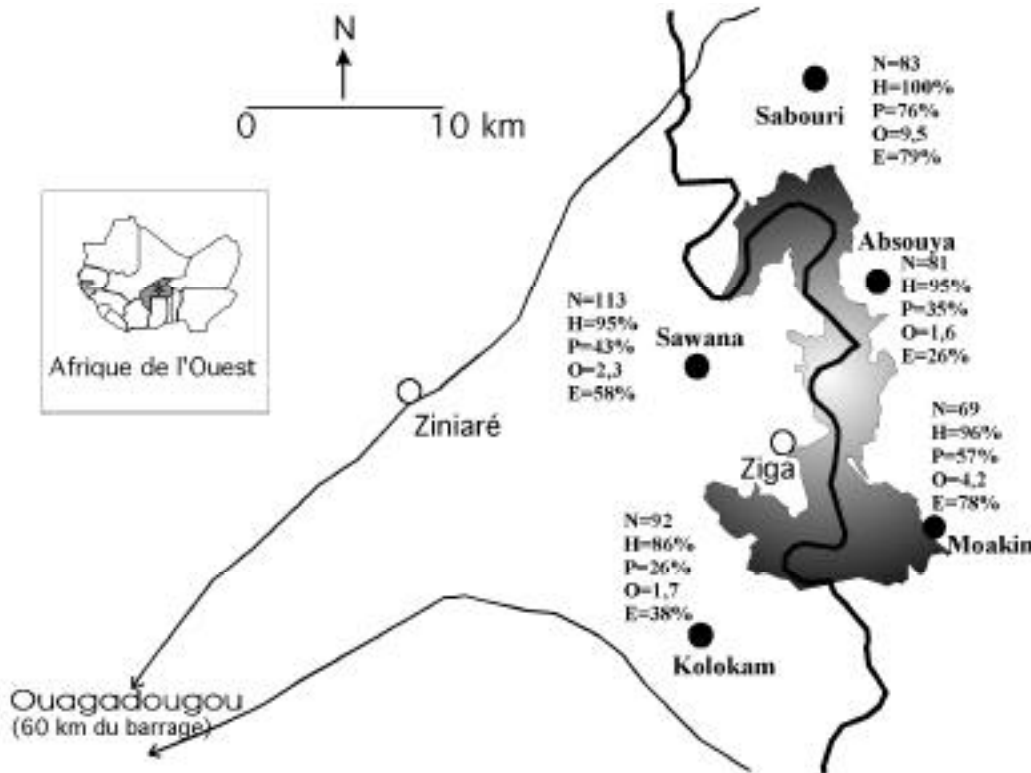 N
0 10 km
Afrique de l'Ouest
Ziniaré
Ouagadougou
(60 km du barrage)
Sabouri
N=83
H=100%
P=76%
O=9,5
E=79%
Absouya
N=81
H=95%
P=35%
O=1,6
E=26%
N=113
H=95%
P=43%
O=2,3
E=58%
Sawana
Ziga
N=69
H=96%
P=57%
O=4,2
E=78%
Moakin
N=92
H=86%
P=26%
O=1,7
E=38%
Kolokam